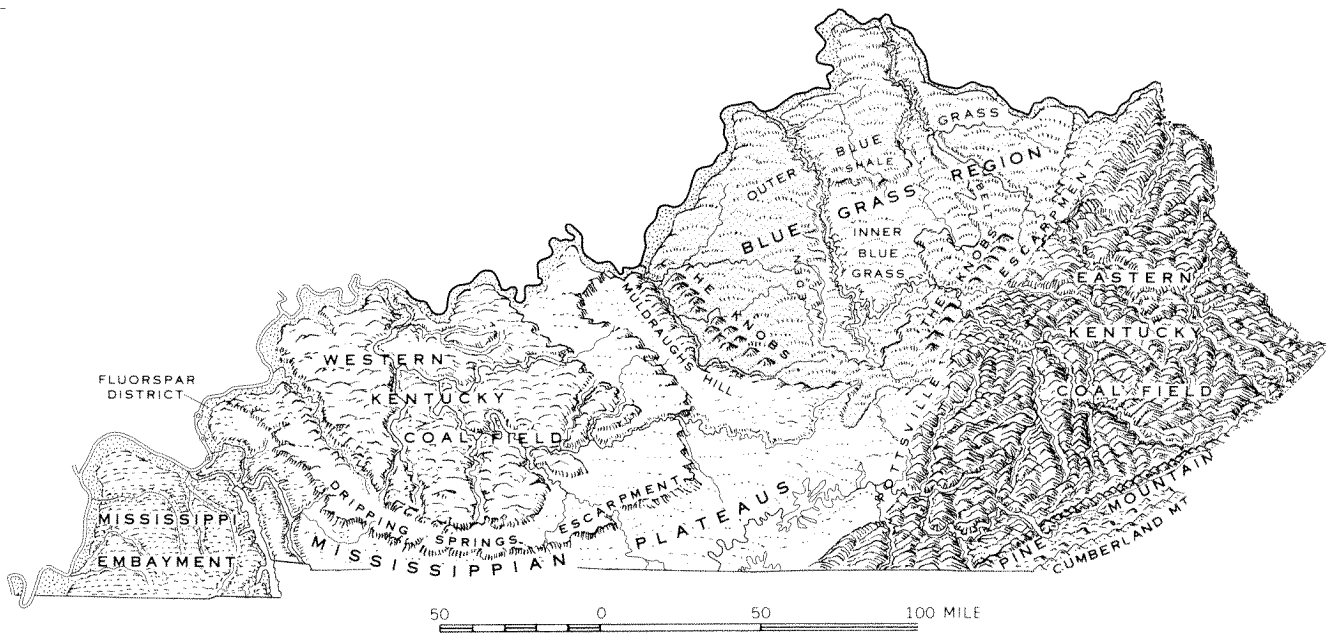 GRASS
BLUE
SHALE
OUTER
BLUE GRASS REGION
BELT
INNER
BLUE
GRASS
EDEN
THE KNOBS
ESCARPMENT
HE KNOBS
MULDRAUGHS HILL
EASTERN
KENTUCKY
COAL FIELD
WESTERN
KENTUCKY
COAL FIELD
FLUORSPAR
DISTRICT
POTTSVILLE
DRIPPING
SPRINGS
ESCARPMENT
MISSISSIPPIAN PLATEAUS
MISSISSIPPI
EMBAYMENT
PINE MOUNTAIN
CUMBERLAND MT
50 0 50 100 MILE